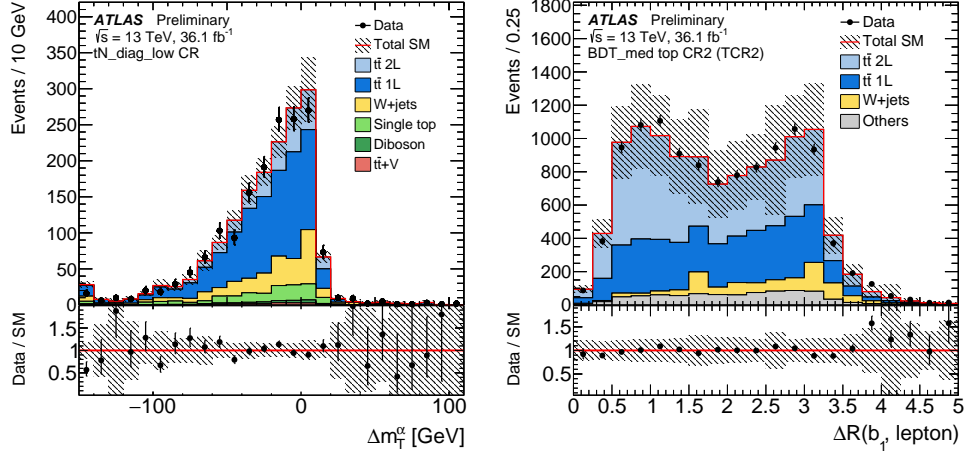 ATLAS Preliminary
√s = 13 TeV, 36.1 fb⁻¹
tN_diag_low CR
Data
Total SM
tt̄ 2L
tt̄ 1L
W+jets
Single top
Diboson
tt̄+V
Events / 10 GeV
400
350
300
250
200
150
100
50
0
Data / SM
1.5
1
0.5
−100 0 100
Δm_T^α [GeV]
ATLAS Preliminary
√s = 13 TeV, 36.1 fb⁻¹
BDT_med top CR2 (TCR2)
Data
Total SM
tt̄ 2L
tt̄ 1L
W+jets
Others
Events / 0.25
1800
1600
1400
1200
1000
800
600
400
200
0
Data / SM
1.5
1
0.5
0 0.5 1 1.5 2 2.5 3 3.5 4 4.5 5
ΔR(b₁, lepton)